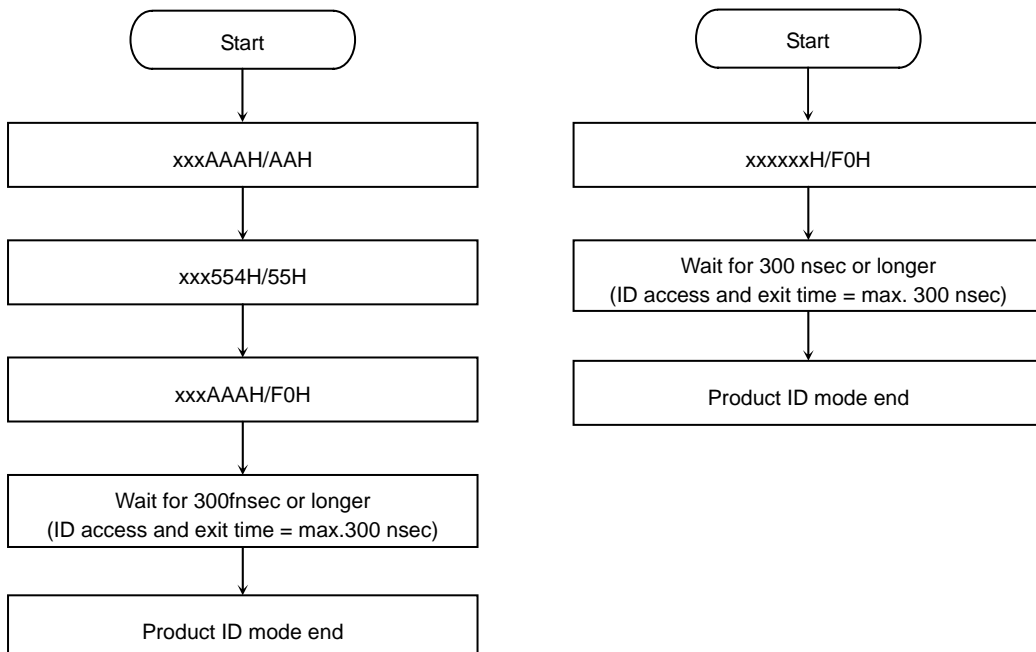 Start
xxxAAAH/AAH
xxx554H/55H
xxxAAAH/F0H
Wait for 300fnsec or longer
(ID access and exit time = max.300 nsec)
Product ID mode end
Start
xxxxxxH/F0H
Wait for 300 nsec or longer
(ID access and exit time = max. 300 nsec)
Product ID mode end